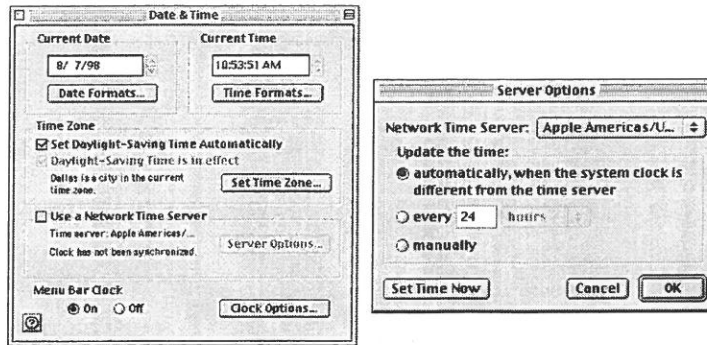 Date & Time
Current Date
Current Time
8/ 7/98
10:53:51 AM
Date Formats...
Time Formats...
Time Zone
Set Daylight-Saving Time Automatically
Daylight-Saving Time is in effect
Dallas is a city in the current
time zone.
Set Time Zone...
Use a Network Time Server
Time server: Apple Americas/...
Clock has not been synchronized.
Server Options...
Menu Bar Clock
On
Off
Clock Options...
?
Server Options
Network Time Server:
Apple Americas/U...
Update the time:
automatically, when the system clock is
different from the time server
every 24 hours
manually
Set Time Now
Cancel
OK